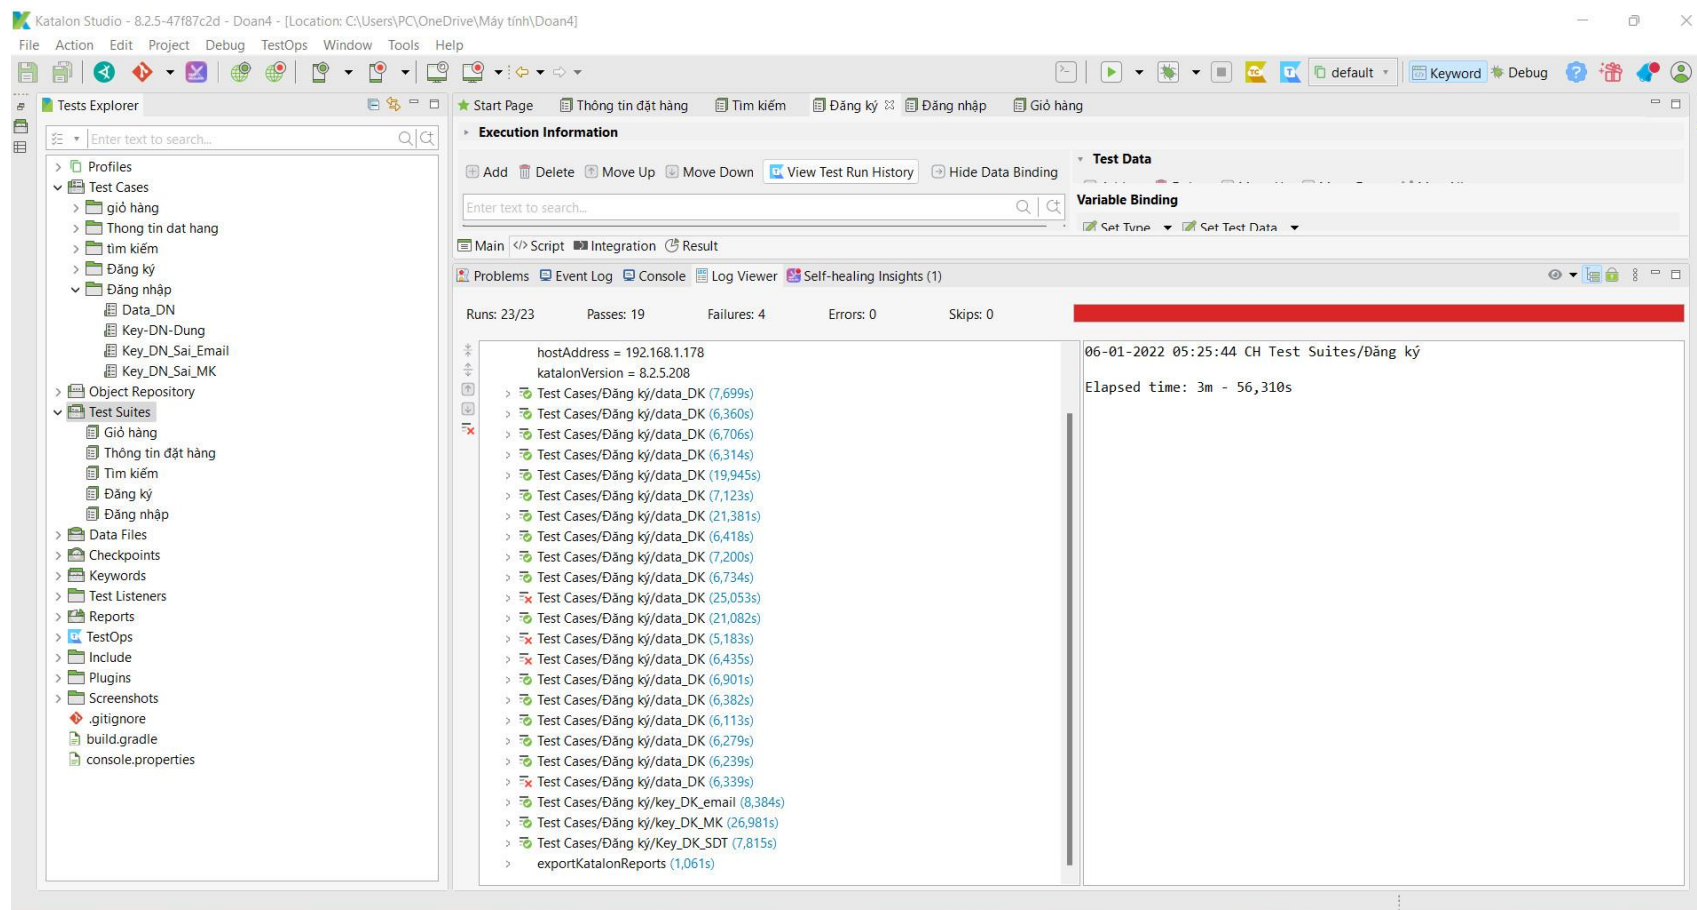 Katalon Studio - 8.2.5-47f87c2d - Doan4 - [Location: C:\Users\PC\OneDrive\Máy tính\Doan4]
File Action Edit Project Debug TestOps Window Tools Help
default Keyword Debug
Tests Explorer
Enter text to search...
Profiles
Test Cases
giỏ hàng
Thong tin dat hang
tìm kiếm
Đăng ký
Đăng nhập
Data_DN
Key-DN-Dung
Key_DN_Sai_Email
Key_DN_Sai_MK
Object Repository
Test Suites
Giỏ hàng
Thông tin đặt hàng
Tìm kiếm
Đăng ký
Đăng nhập
Data Files
Checkpoints
Keywords
Test Listeners
Reports
TestOps
Include
Plugins
Screenshots
.gitignore
build.gradle
console.properties
Start Page Thông tin đặt hàng Tìm kiếm Đăng ký Đăng nhập Giỏ hàng
Execution Information
Add Delete Move Up Move Down View Test Run History Hide Data Binding
Enter text to search...
Test Data
Variable Binding
Set Type Set Test Data
Main Script Integration Result
Problems Event Log Console Log Viewer Self-healing Insights (1)
Runs: 23/23 Passes: 19 Failures: 4 Errors: 0 Skips: 0
hostAddress = 192.168.1.178
katalonVersion = 8.2.5.208
Test Cases/Đăng ký/data_DK (7,699s)
Test Cases/Đăng ký/data_DK (6,360s)
Test Cases/Đăng ký/data_DK (6,706s)
Test Cases/Đăng ký/data_DK (6,314s)
Test Cases/Đăng ký/data_DK (19,945s)
Test Cases/Đăng ký/data_DK (7,123s)
Test Cases/Đăng ký/data_DK (21,381s)
Test Cases/Đăng ký/data_DK (6,418s)
Test Cases/Đăng ký/data_DK (7,200s)
Test Cases/Đăng ký/data_DK (6,734s)
Test Cases/Đăng ký/data_DK (25,053s)
Test Cases/Đăng ký/data_DK (21,082s)
Test Cases/Đăng ký/data_DK (5,183s)
Test Cases/Đăng ký/data_DK (6,435s)
Test Cases/Đăng ký/data_DK (6,901s)
Test Cases/Đăng ký/data_DK (6,382s)
Test Cases/Đăng ký/data_DK (6,113s)
Test Cases/Đăng ký/data_DK (6,279s)
Test Cases/Đăng ký/data_DK (6,239s)
Test Cases/Đăng ký/data_DK (6,339s)
Test Cases/Đăng ký/key_DK_email (8,384s)
Test Cases/Đăng ký/key_DK_MK (26,981s)
Test Cases/Đăng ký/Key_DK_SDT (7,815s)
exportKatalonReports (1,061s)
06-01-2022 05:25:44 CH Test Suites/Đăng ký
Elapsed time: 3m - 56,310s